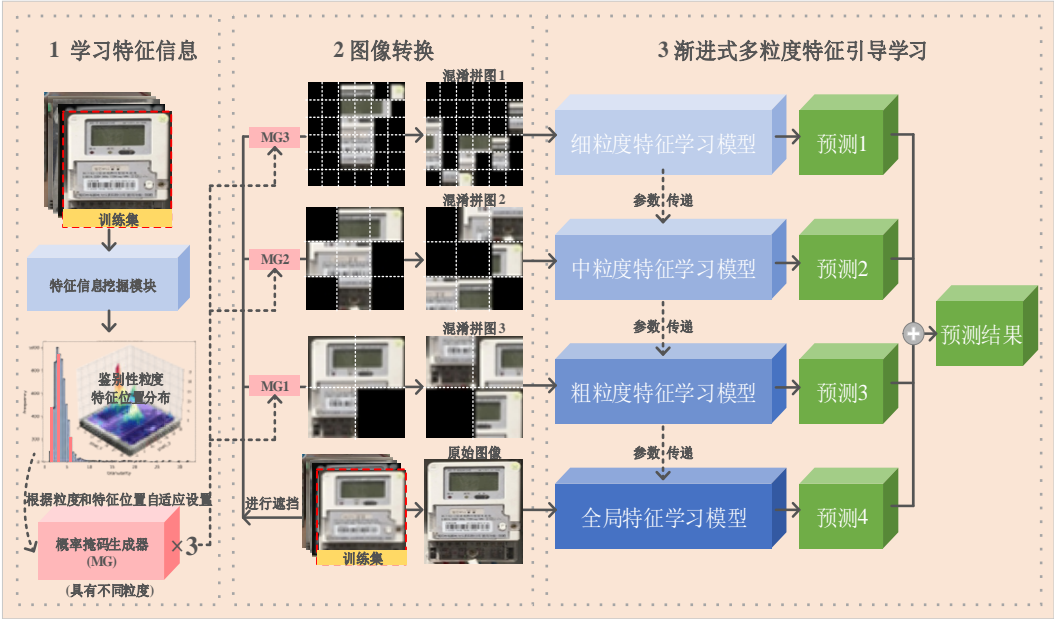 1 学习特征信息
训练集
特征信息挖掘模块
鉴别性粒度
特征位置分布
根据粒度和特征位置自适应设置
概率掩码生成器
(MG)
×3
(具有不同粒度)
2图像转换
混淆拼图1
MG3
混淆拼图2
MG2
混淆拼图3
MG1
原始图像
进行遮挡
训练集
3渐进式多粒度特征引导学习
细粒度特征学习模型
预测1
参数 传递
中粒度特征学习模型
预测2
参数 传递
粗粒度特征学习模型
预测3
参数 传递
全局特征学习模型
预测4
预测结果